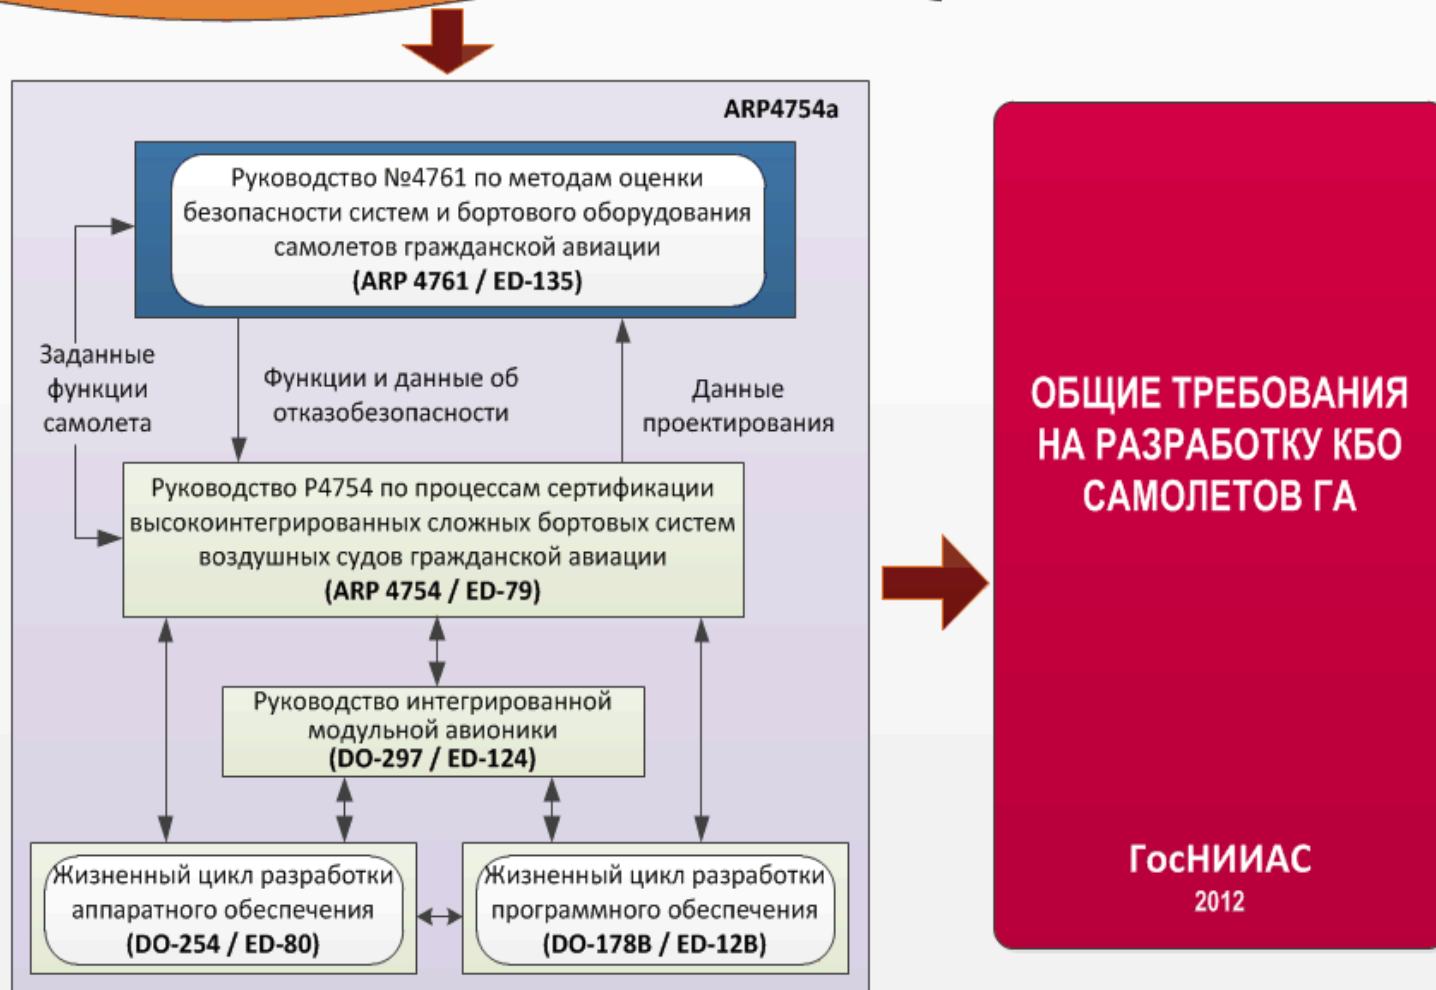 ARP4754a
Руководство №4761 по методам оценки
безопасности систем и бортового оборудования
самолетов гражданской авиации
(ARP 4761 / ED-135)
Заданные
функции
самолета
Функции и данные об
отказобезопасности
Данные
проектирования
Руководство Р4754 по процессам сертификации
высокоинтегрированных сложных бортовых систем
воздушных судов гражданской авиации
(ARP 4754 / ED-79)
Руководство интегрированной
модульной авионики
(DO-297 / ED-124)
Жизненный цикл разработки
аппаратного обеспечения
(DO-254 / ED-80)
Жизненный цикл разработки
программного обеспечения
(DO-178B / ED-12B)
ОБЩИЕ ТРЕБОВАНИЯ
НА РАЗРАБОТКУ КБО
САМОЛЕТОВ ГА
ГосНИИАС
2012